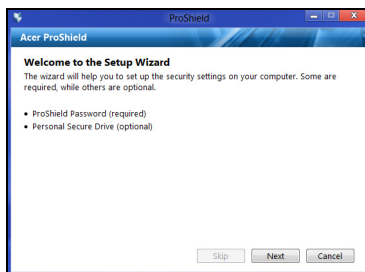 ProShield
Acer ProShield
Welcome to the Setup Wizard
The wizard will help you to set up the security settings on your computer. Some are
required, while others are optional.
• ProShield Password (required)
• Personal Secure Drive (optional)
Skip Next Cancel